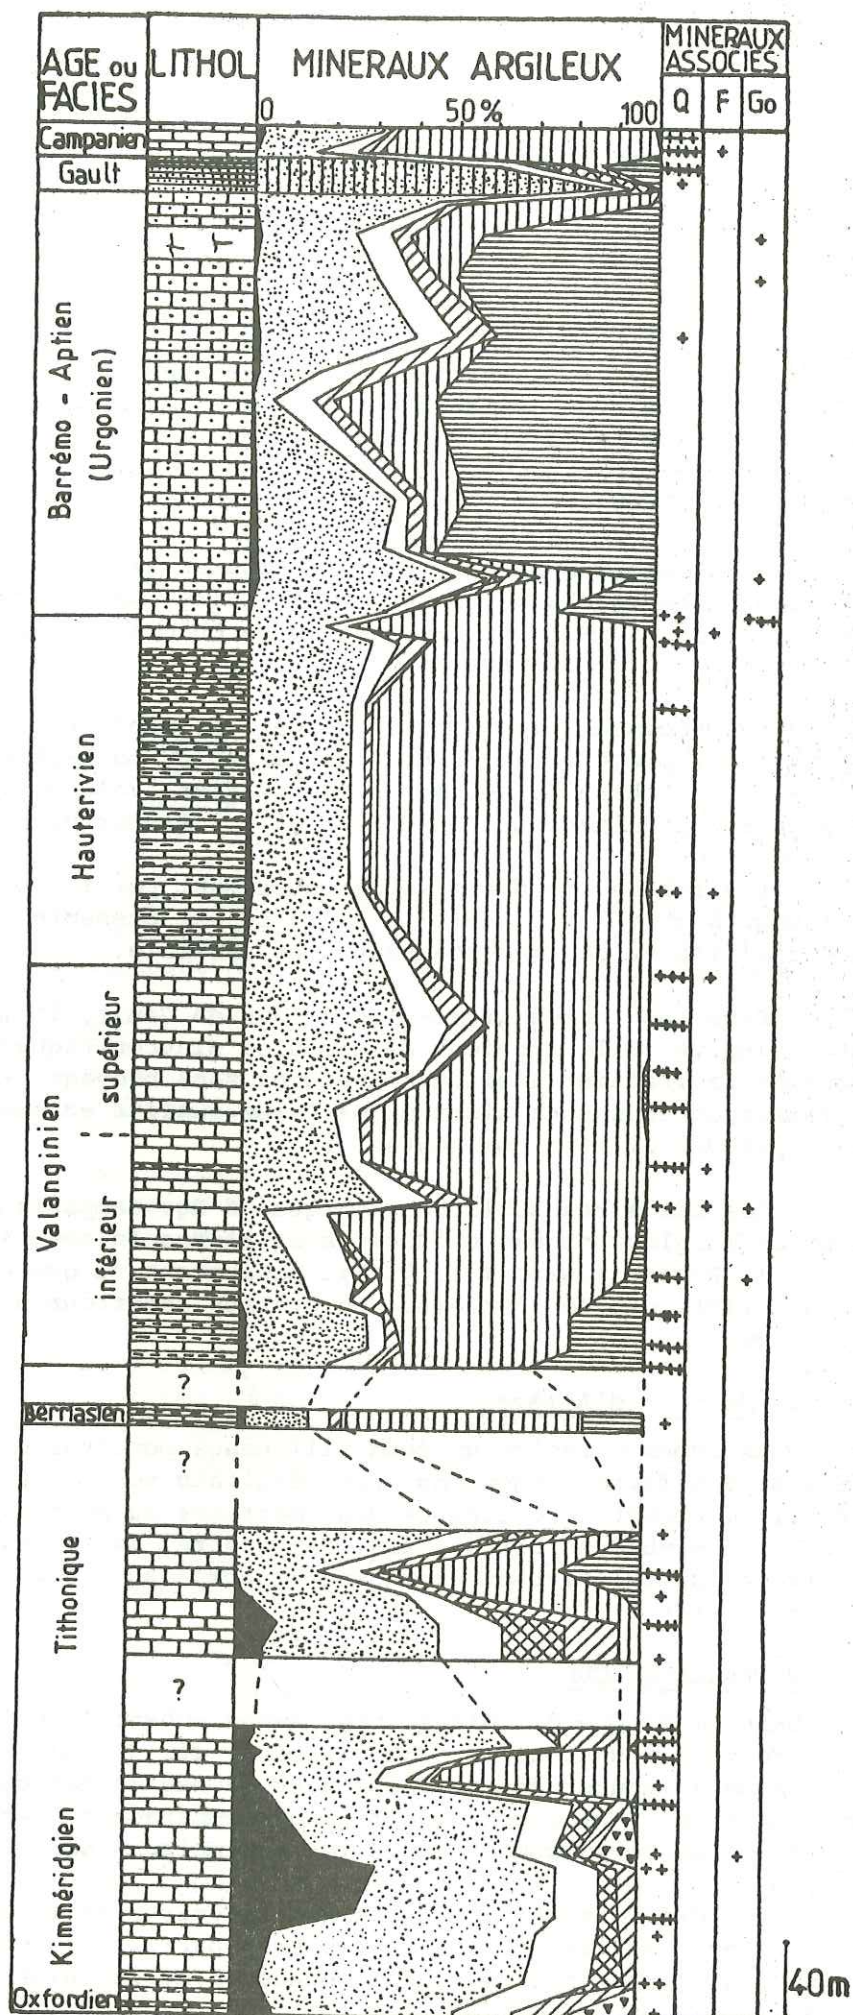 AGE ou
FACIES
LITHOL
MINERAUX ARGILEUX
0 50% 100
MINERAUX
ASSOCIES
Q F Go
Campanien
Gault
Barrémo - Aptien
(Urgonien)
Hauterivien
Valanginien
supérieur
inférieur
?
Berriasien
?
Tithonique
?
Kimméridgien
Oxfordien
40m